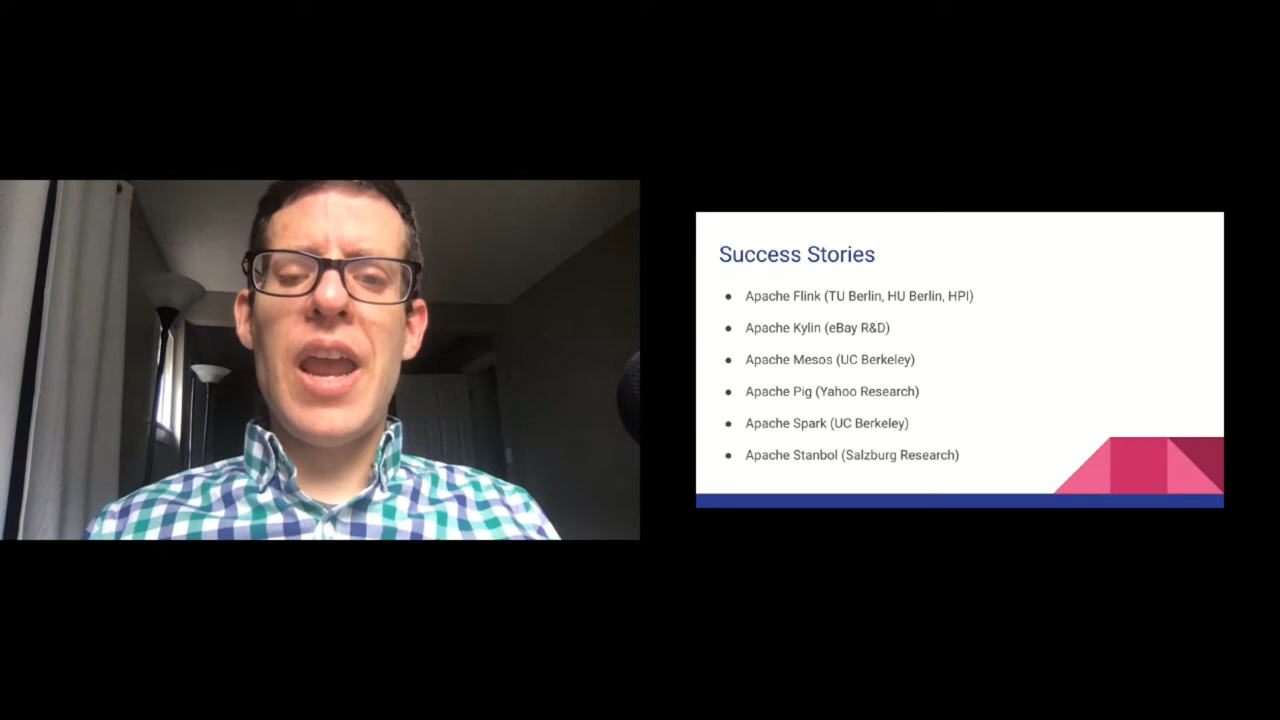 Success Stories
● Apache Flink (TU Berlin, HU Berlin, HPI)
● Apache Kylin (eBay R&D)
● Apache Mesos (UC Berkeley)
● Apache Pig (Yahoo Research)
● Apache Spark (UC Berkeley)
● Apache Stanbol (Salzburg Research)